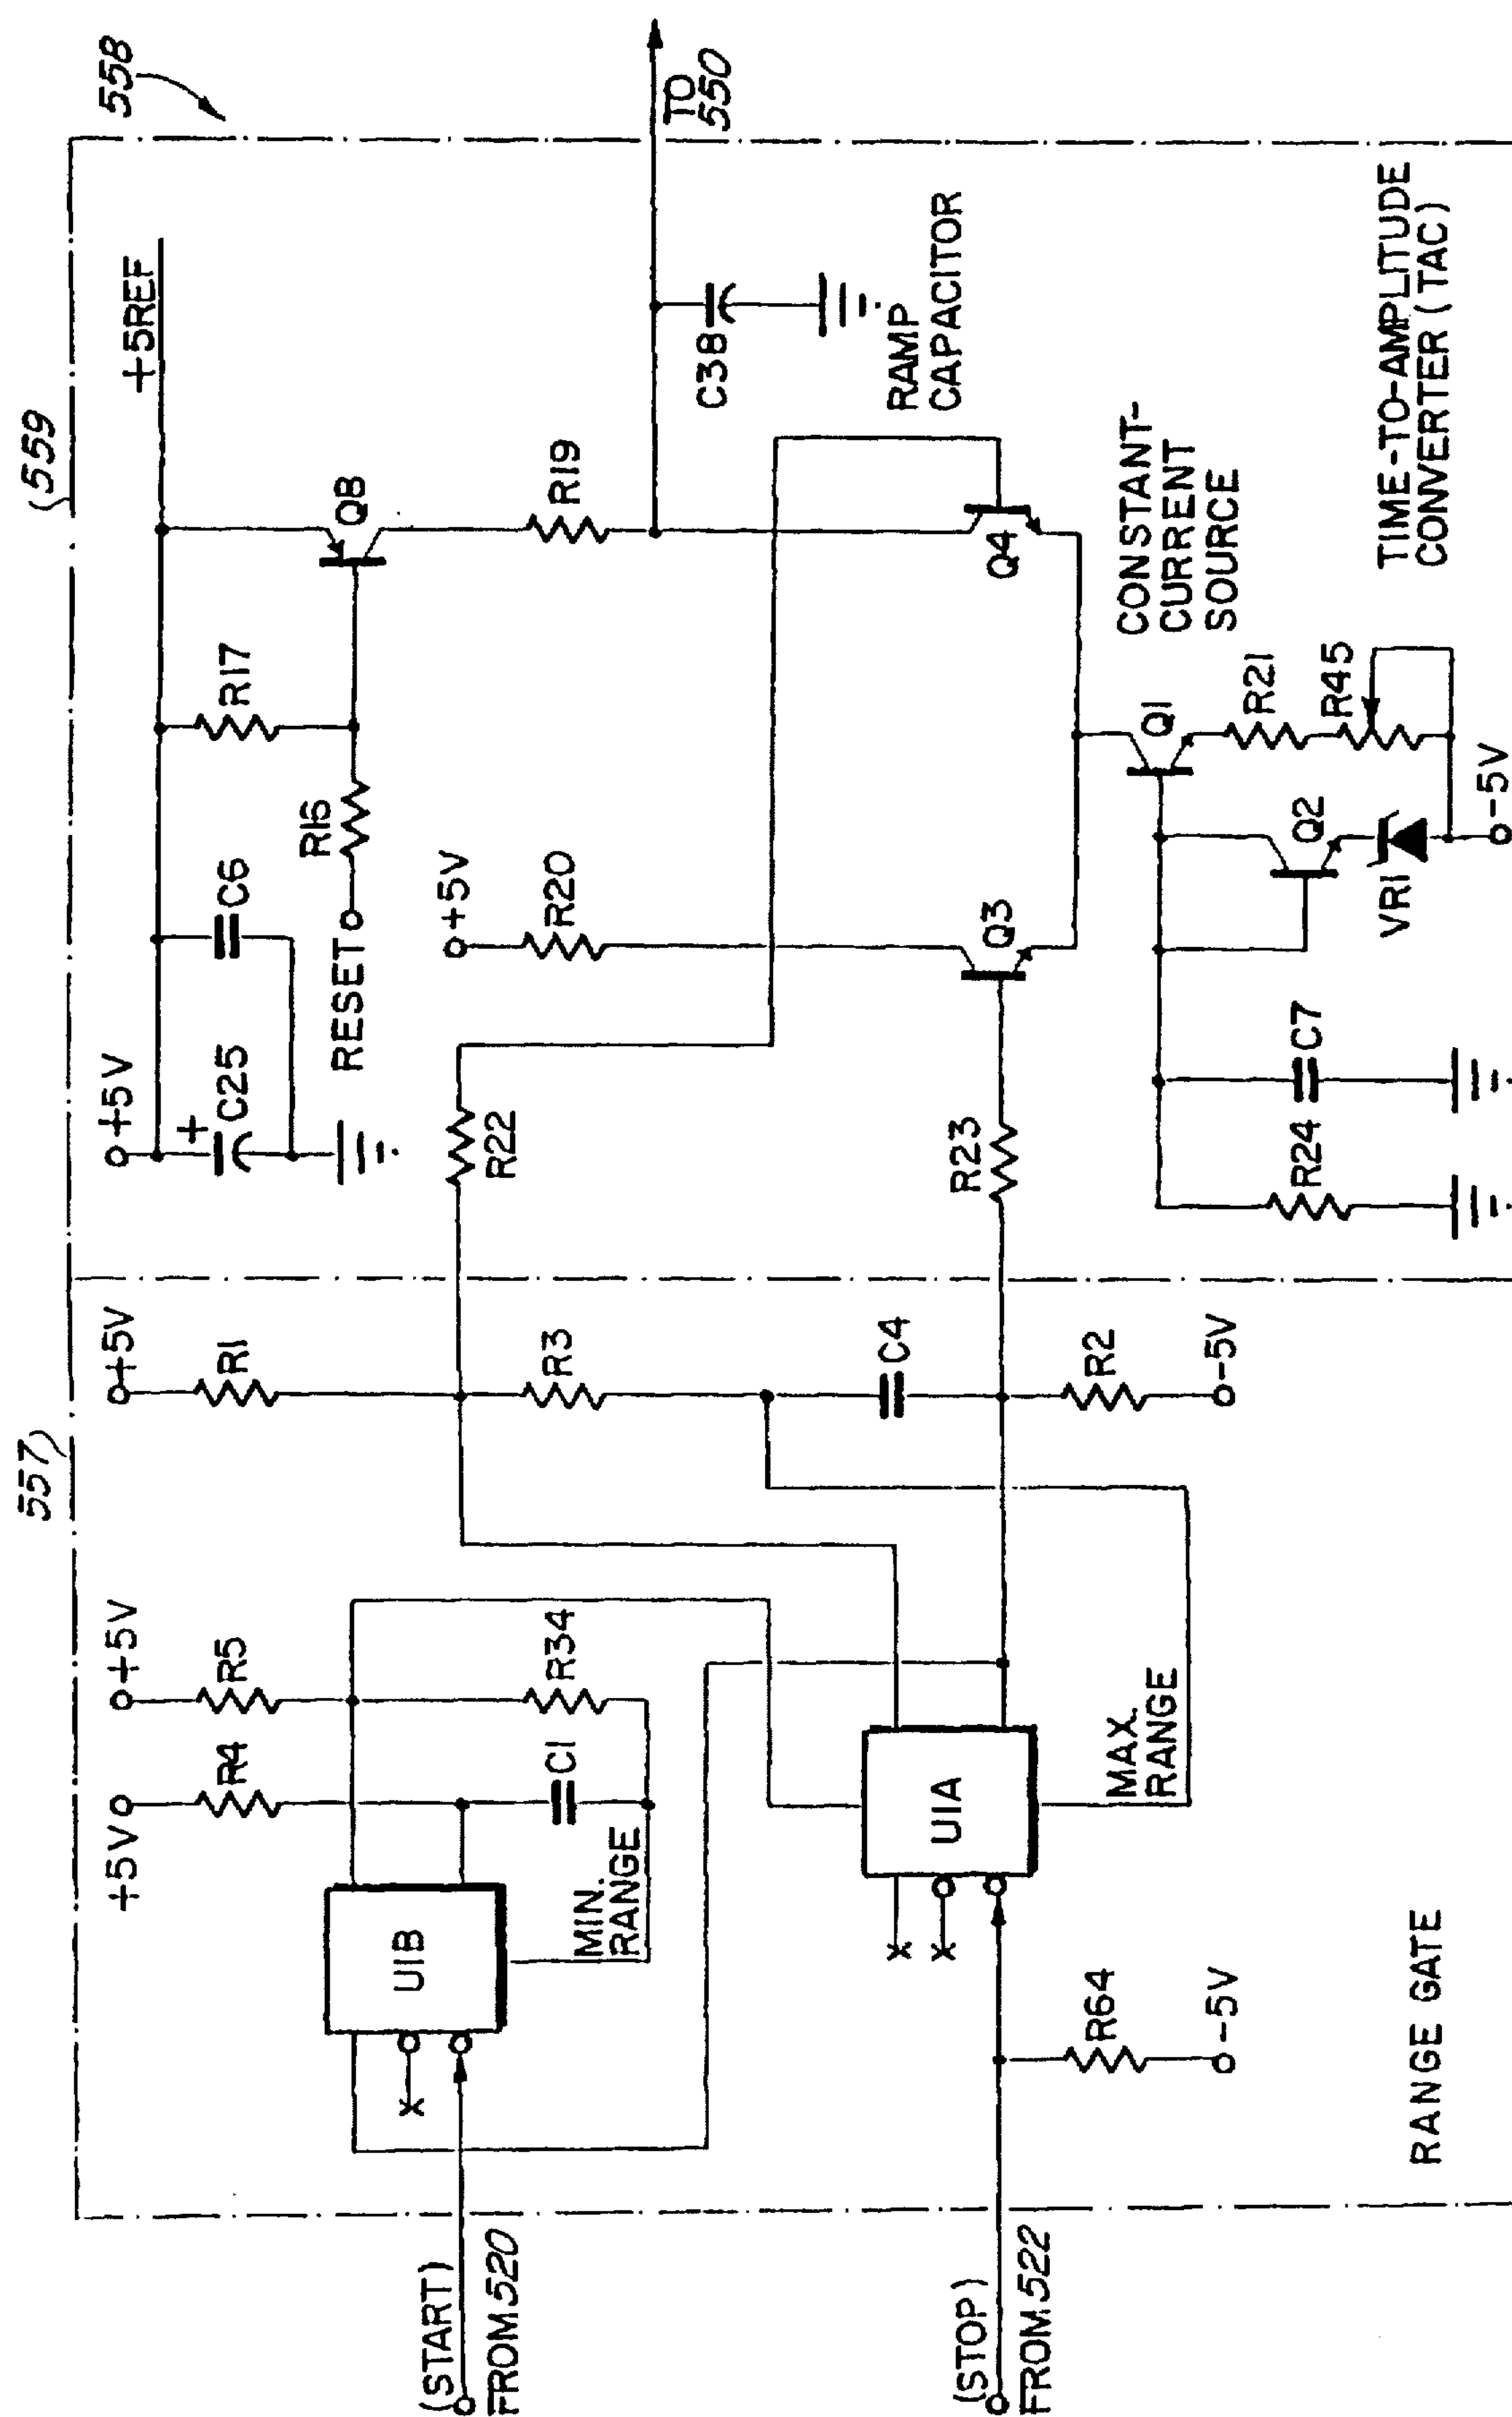 558
(559
557)
+5REF
TO
550
+5V
C25
+
C6
R17
R16
RESET
Q8
R19
C38
RAMP
CAPACITOR
+5V
R20
R22
R23
Q3
Q4
CONSTANT-
CURRENT
SOURCE
Q1
Q2
R21
R45
VR1
-5V
R24
C7
TIME-TO-AMPLITUDE
CONVERTER (TAC)
+5V
R1
R3
C4
R2
-5V
+5V
+5V
R4
R5
C1
R34
U1B
MIN.
RANGE
X
U1A
MAX.
RANGE
X
X
R64
-5V
(START)
FROM 520
(STOP)
FROM 522
RANGE GATE